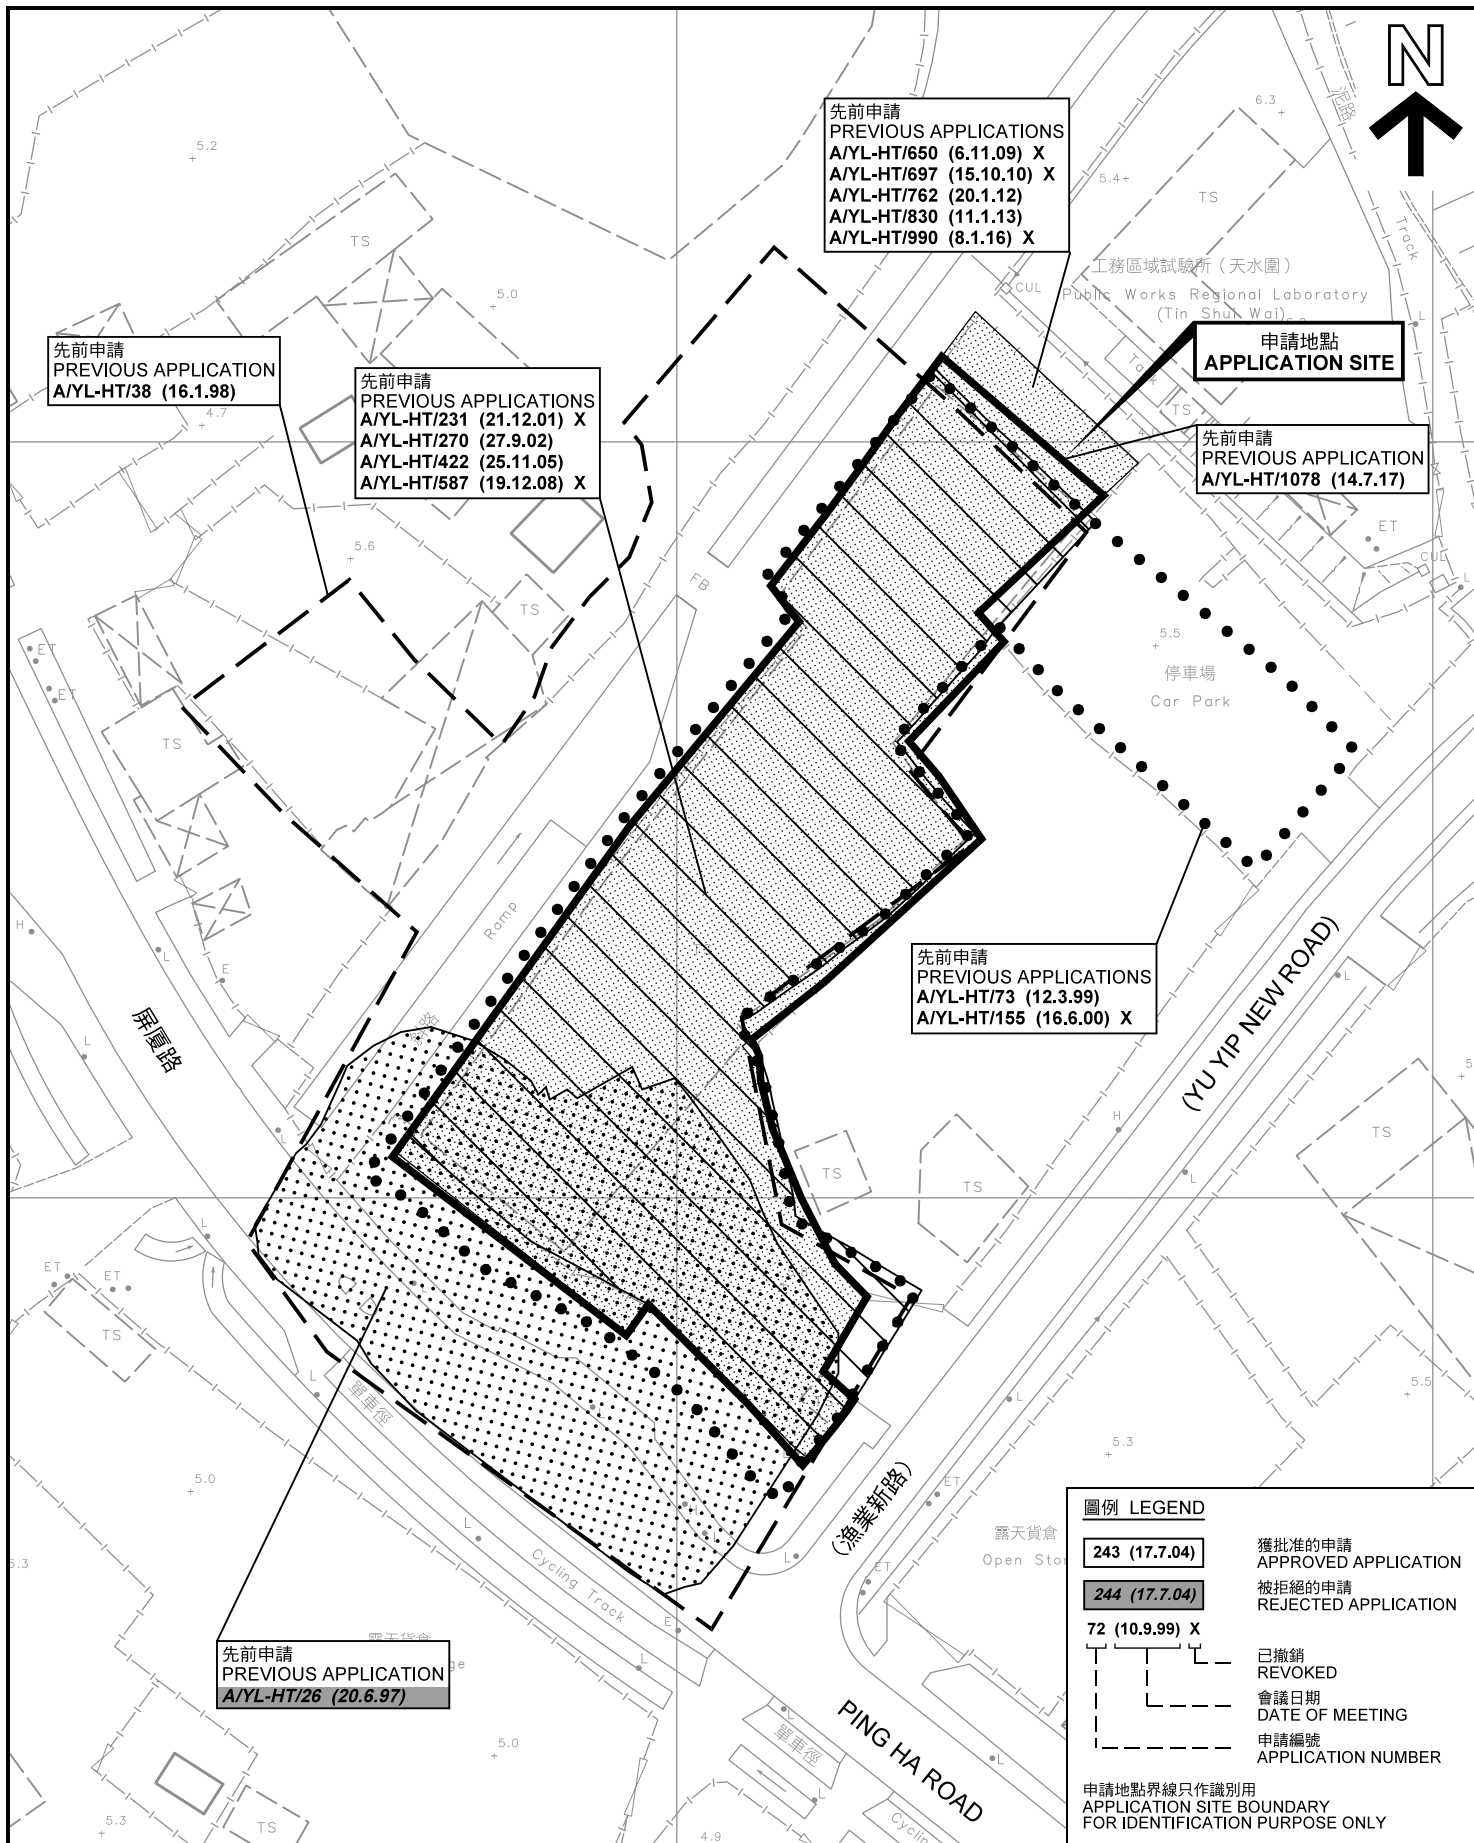 N
先前申請
PREVIOUS APPLICATIONS
A/YL-HT/650 (6.11.09) X
A/YL-HT/697 (15.10.10) X
A/YL-HT/762 (20.1.12)
A/YL-HT/830 (11.1.13)
A/YL-HT/990 (8.1.16) X
6.3
泥路
5.2
5.4
TS
Track
TS
工務區域試驗所（天水圍）
CUL
Public Works Regional Laboratory
(Tin Shui Wai)
5.0
L
申請地點
APPLICATION SITE
先前申請
PREVIOUS APPLICATION
A/YL-HT/38 (16.1.98)
4.7
先前申請
PREVIOUS APPLICATIONS
A/YL-HT/231 (21.12.01) X
A/YL-HT/270 (27.9.02)
A/YL-HT/422 (25.11.05)
A/YL-HT/587 (19.12.08) X
TS
先前申請
PREVIOUS APPLICATION
A/YL-HT/1078 (14.7.17)
ET
5.6
CUL
FB
TS
L
5.5
停車場
Car Park
ET
ET
TS
Ramp
H
L
E
先前申請
PREVIOUS APPLICATIONS
A/YL-HT/73 (12.3.99)
A/YL-HT/155 (16.6.00) X
L
(YU YIP NEW ROAD)
屏廈路
L
H
TS
L
TS
TS
L
L
ET
ET
TS
L
單車徑
L
L
5.5
5.3
5.0
(漁業新路)
ET
H
L
L
L
露天貨倉
Open Stor
ET
5.3
Cycling Track
E
L
先前申請
PREVIOUS APPLICATION
A/YL-HT/26 (20.6.97)
露天貨倉
ge
PING HA ROAD
L
單車徑
L
L
5.0
5.3
TS
4.9
Cyclin
圖例 LEGEND
243 (17.7.04)
獲批准的申請
APPROVED APPLICATION
244 (17.7.04)
被拒絕的申請
REJECTED APPLICATION
72 (10.9.99) X
已撤銷
REVOKED
會議日期
DATE OF MEETING
申請編號
APPLICATION NUMBER
申請地點界線只作識別用
APPLICATION SITE BOUNDARY
FOR IDENTIFICATION PURPOSE ONLY